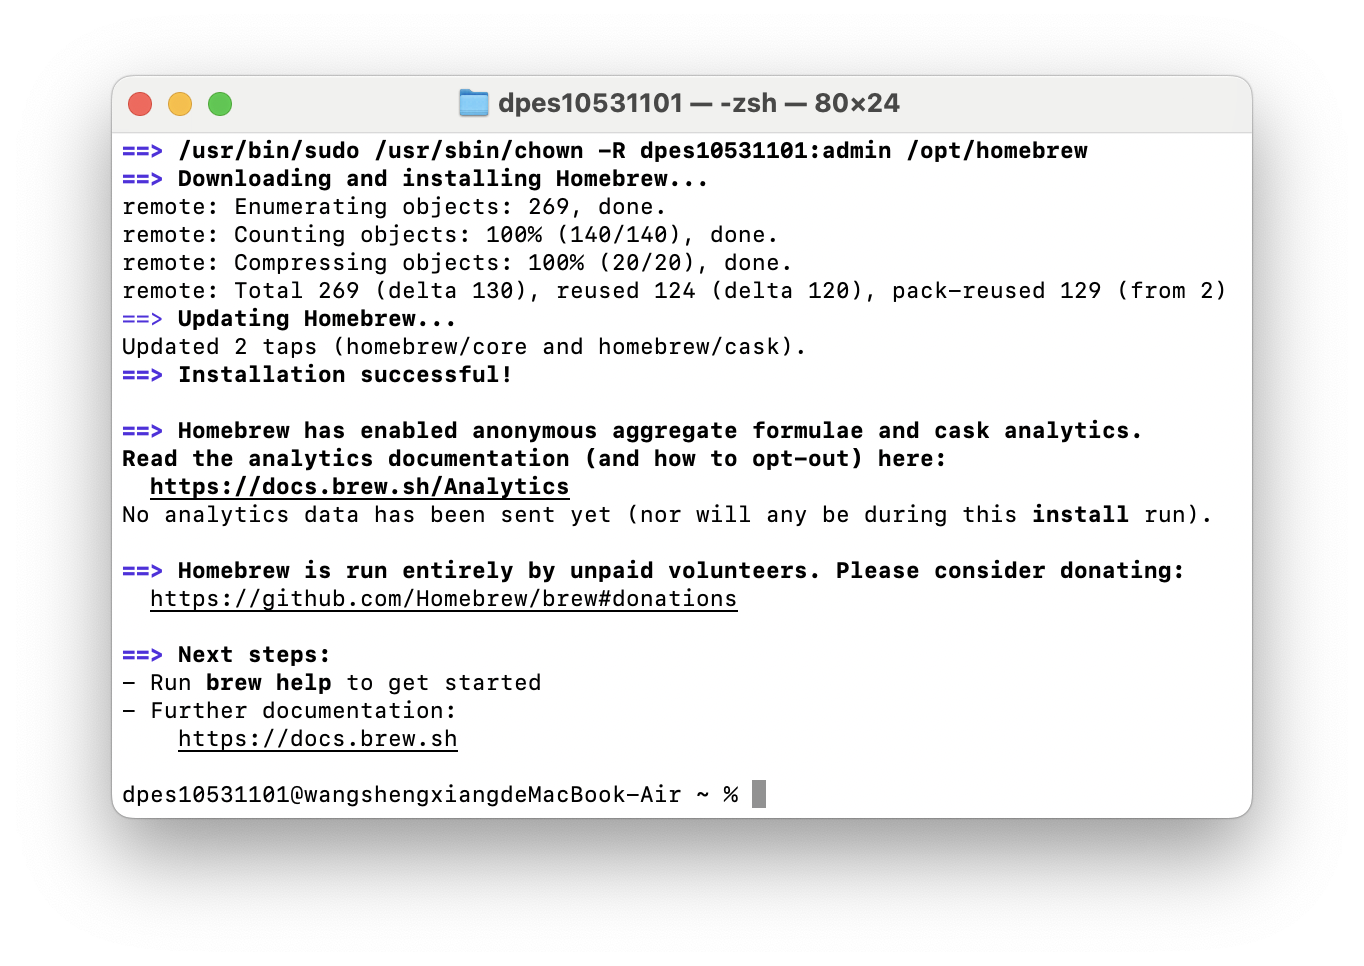 dpes10531101 — -zsh — 80×24
==> /usr/bin/sudo /usr/sbin/chown -R dpes10531101:admin /opt/homebrew
==> Downloading and installing Homebrew...
remote: Enumerating objects: 269, done.
remote: Counting objects: 100% (140/140), done.
remote: Compressing objects: 100% (20/20), done.
remote: Total 269 (delta 130), reused 124 (delta 120), pack-reused 129 (from 2)
==> Updating Homebrew...
Updated 2 taps (homebrew/core and homebrew/cask).
==> Installation successful!

==> Homebrew has enabled anonymous aggregate formulae and cask analytics.
Read the analytics documentation (and how to opt-out) here:
  https://docs.brew.sh/Analytics
No analytics data has been sent yet (nor will any be during this install run).

==> Homebrew is run entirely by unpaid volunteers. Please consider donating:
  https://github.com/Homebrew/brew#donations

==> Next steps:
- Run brew help to get started
- Further documentation:
    https://docs.brew.sh

dpes10531101@wangshengxiangdeMacBook-Air ~ %